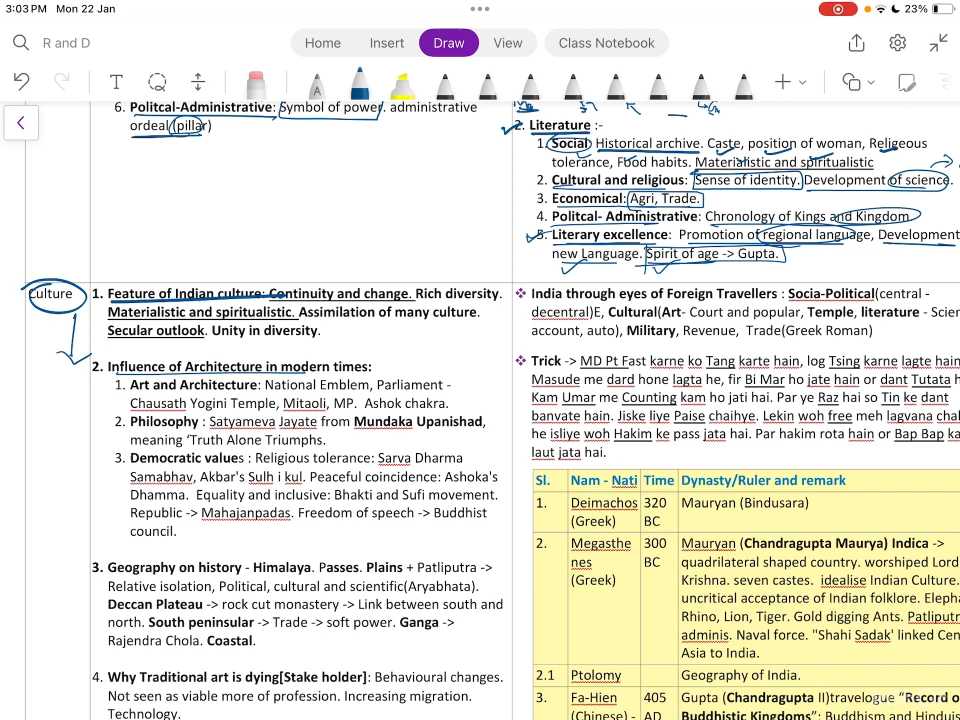 3:03 PM Mon 22 Jan
23%
R and D
Home Insert Draw View Class Notebook
6. Politcal-Administrative: Symbol of power. administrative
ordeal (pillar)
2. Literature :-
1. Social Historical archive. Caste, position of woman, Religeous
tolerance, Food habits. Materialistic and spiritualistic
2. Cultural and religious: Sense of identity. Development of science.
3. Economical: Agri, Trade.
4. Politcal- Administrative: Chronology of Kings and Kingdom
5. Literary excellence: Promotion of regional language, Development
new Language. Spirit of age -> Gupta.
Culture
1. Feature of Indian culture: Continuity and change. Rich diversity.
Materialistic and spiritualistic. Assimilation of many culture.
Secular outlook. Unity in diversity.
2. Influence of Architecture in modern times:
1. Art and Architecture: National Emblem, Parliament -
Chausath Yogini Temple, Mitaoli, MP. Ashok chakra.
2. Philosophy : Satyameva Jayate from Mundaka Upanishad,
meaning ‘Truth Alone Triumphs.
3. Democratic values : Religious tolerance: Sarva Dharma
Samabhav, Akbar's Sulh i kul. Peaceful coincidence: Ashoka's
Dhamma. Equality and inclusive: Bhakti and Sufi movement.
Republic -> Mahajanpadas. Freedom of speech -> Buddhist
council.
3. Geography on history - Himalaya. Passes. Plains + Patliputra ->
Relative isolation, Political, cultural and scientific(Aryabhata).
Deccan Plateau -> rock cut monastery -> Link between south and
north. South peninsular -> Trade -> soft power. Ganga ->
Rajendra Chola. Coastal.
4. Why Traditional art is dying[Stake holder]: Behavioural changes.
Not seen as viable more of profession. Increasing migration.
Technology.
❖ India through eyes of Foreign Travellers : Socia-Political(central -
decentral)E, Cultural(Art- Court and popular, Temple, literature - Scien
account, auto), Military, Revenue, Trade(Greek Roman)
❖ Trick -> MD Pt Fast karne ko Tang karte hain, log Tsing karne lagte hain
Masude me dard hone lagta he, fir Bi Mar ho jate hain or dant Tutata h
Kam Umar me Counting kam ho jati hai. Par ye Raz hai so Tin ke dant
banvate hain. Jiske liye Paise chaihye. Lekin woh free meh lagvana chal
he isliye woh Hakim ke pass jata hai. Par hakim rota hain or Bap Bap ka
laut jata hai.
Sl. Nam - Nati Time Dynasty/Ruler and remark
1. Deimachos 320 Mauryan (Bindusara)
(Greek) BC
2. Megasthe 300 Mauryan (Chandragupta Maurya) Indica ->
nes BC quadrilateral shaped country. worshiped Lord
(Greek) Krishna. seven castes. idealise Indian Culture.
uncritical acceptance of Indian folklore. Eleph
Rhino, Lion, Tiger. Gold digging Ants. Patliputr
adminis. Naval force. "Shahi Sadak' linked Cen
Asia to India.
2.1 Ptolomy Geography of India.
3. Fa-Hien 405 Gupta (Chandragupta II)travelogue “Record o
(Chinese) - AD Buddhistic Kingdoms”: Buddhism and Hinduis